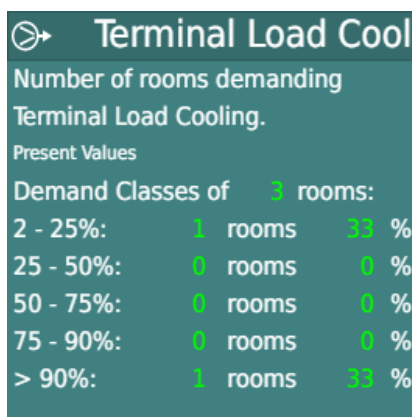 Terminal Load Cool
Number of rooms demanding
Terminal Load Cooling.
Present Values
Demand Classes of 3 rooms:
2 - 25%: 1 rooms 33 %
25 - 50%: 0 rooms 0 %
50 - 75%: 0 rooms 0 %
75 - 90%: 0 rooms 0 %
> 90%: 1 rooms 33 %